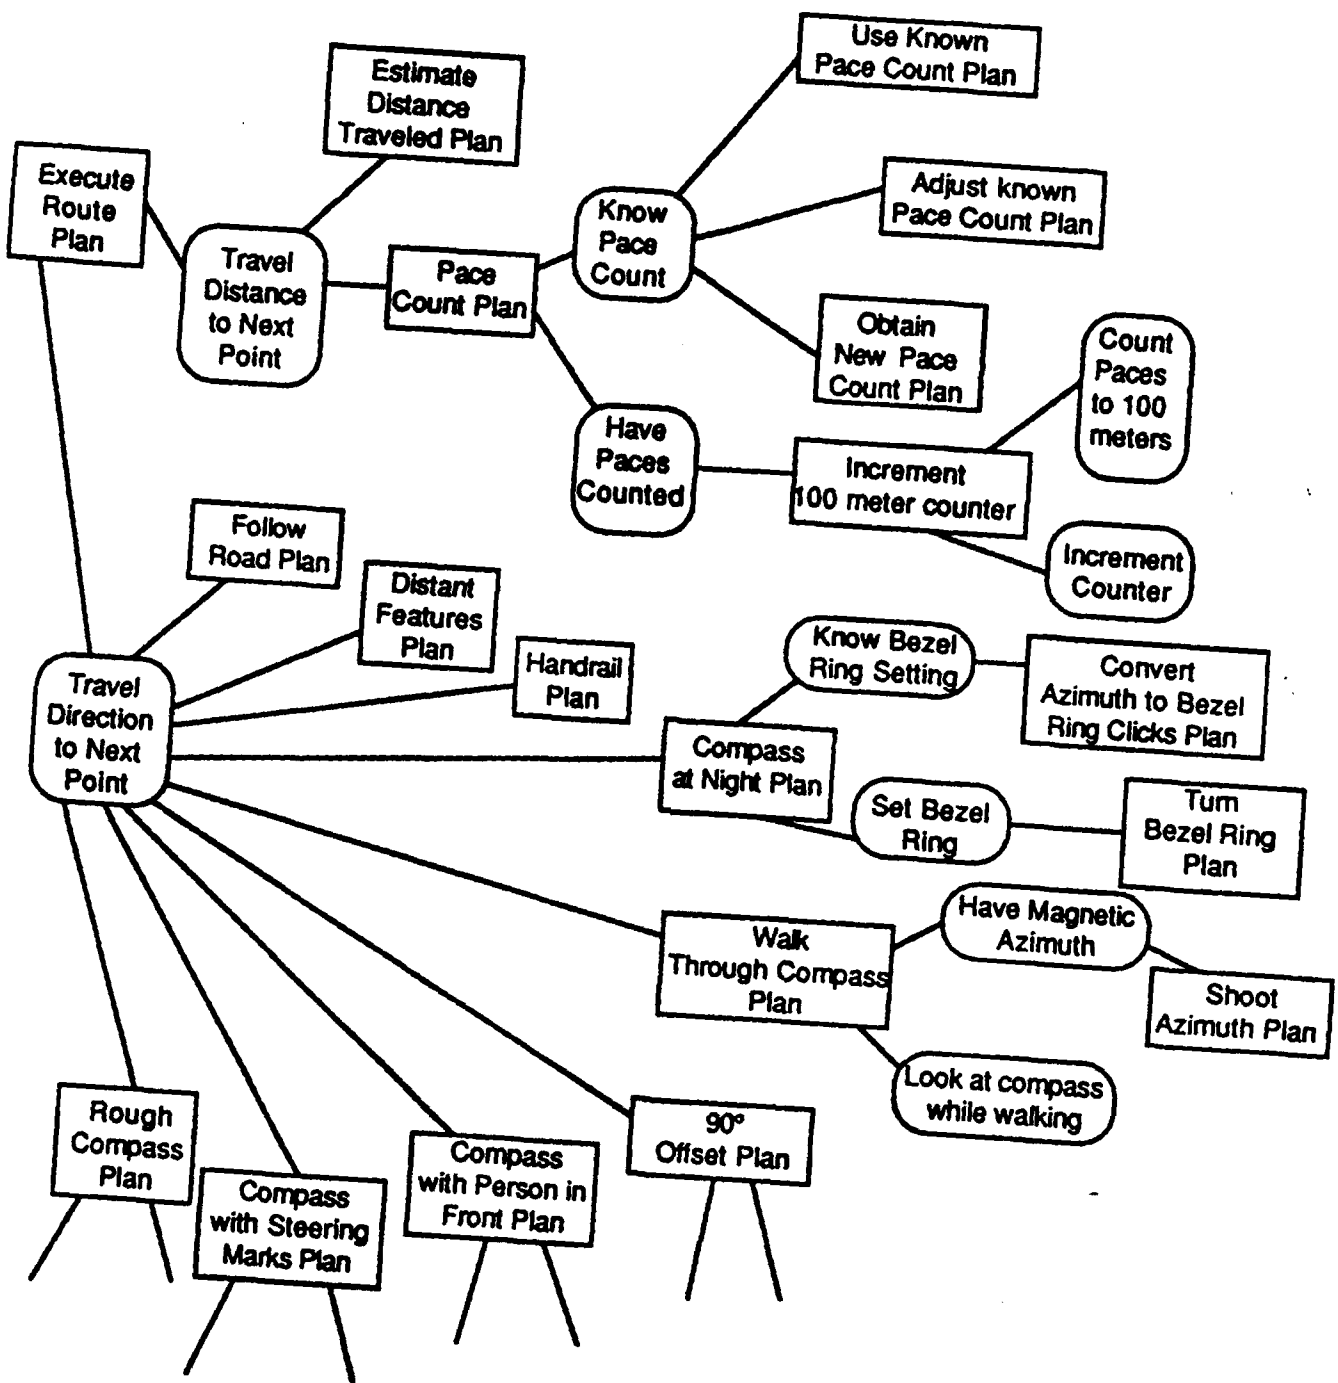 Use Known
Pace Count Plan
Estimate
Distance
Traveled Plan
Execute
Route
Plan
Adjust known
Pace Count Plan
Know
Pace
Count
Travel
Distance
to Next
Point
Pace
Count Plan
Obtain
New Pace
Count Plan
Count
Paces
to 100
meters
Have
Paces
Counted
Increment
100 meter counter
Increment
Counter
Follow
Road Plan
Distant
Features
Plan
Handrail
Plan
Know Bezel
Ring Setting
Convert
Azimuth to Bezel
Ring Clicks Plan
Travel
Direction
to Next
Point
Compass
at Night Plan
Set Bezel
Ring
Turn
Bezel Ring
Plan
Have Magnetic
Azimuth
Walk
Through Compass
Plan
Shoot
Azimuth Plan
Look at compass
while walking
Rough
Compass
Plan
Compass
with Steering
Marks Plan
Compass
with Person in
Front Plan
90º
Offset Plan